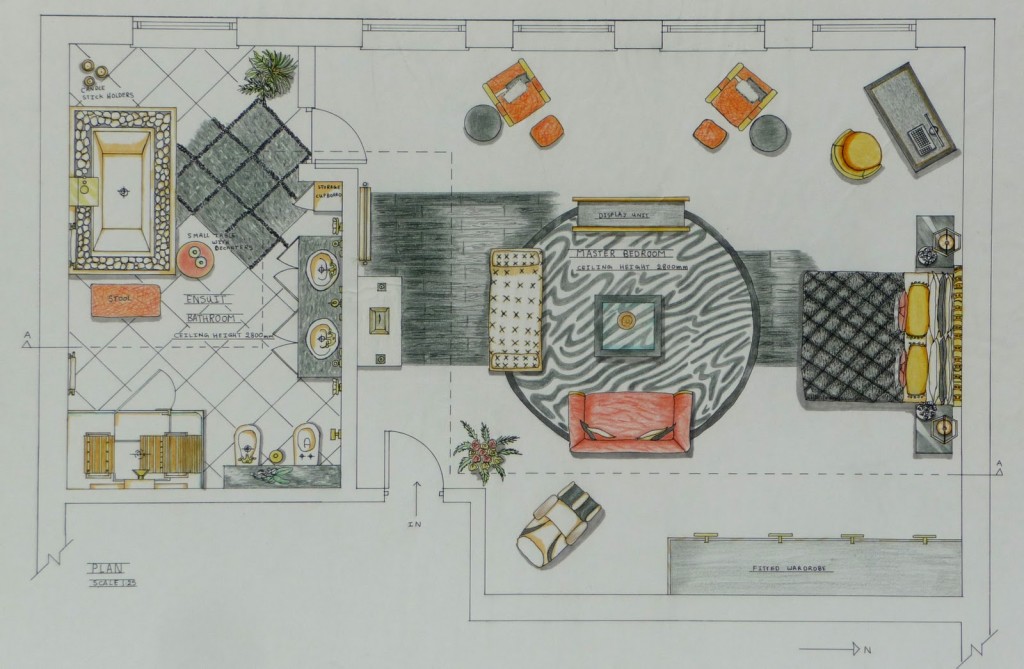 CANDLE
STICK HOLDERS
STORAGE
CUPBOARD
DISPLAY UNIT
SMALL TABLE
WITH
MASTER BEDROOM
CEILING HEIGHT 2800mm
STOOL
ENSUIT
BATHROOM
CEILING HEIGHT 2800mm
A
A
A
IN
PLAN
SCALE 1:25
FITTED WARDROBE
N